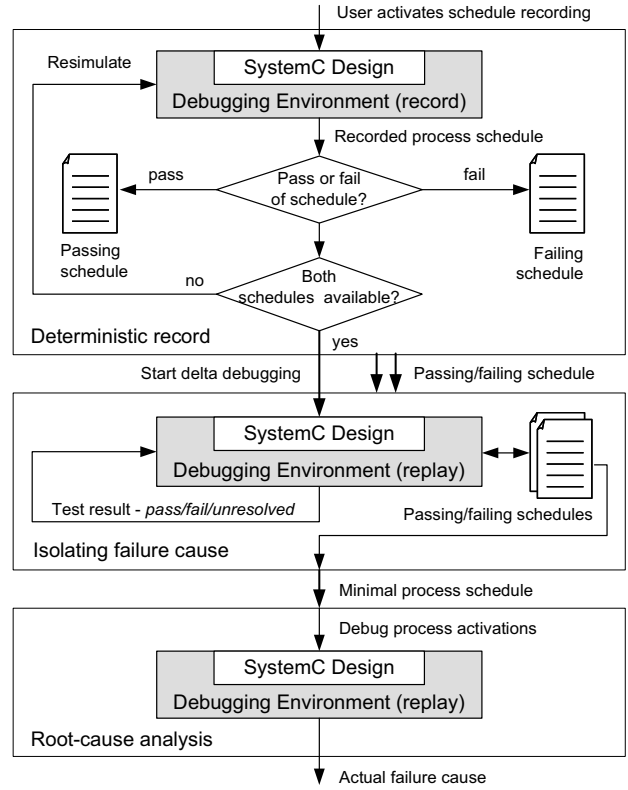 User activates schedule recording
Resimulate
SystemC Design
Debugging Environment (record)
Recorded process schedule
pass
Pass or fail
of schedule?
fail
Passing
schedule
Failing
schedule
no
Both
schedules available?
Deterministic record
yes
Start delta debugging
Passing/failing schedule
SystemC Design
Debugging Environment (replay)
Test result - pass/fail/unresolved
Passing/failing schedules
Isolating failure cause
Minimal process schedule
Debug process activations
SystemC Design
Debugging Environment (replay)
Root-cause analysis
Actual failure cause